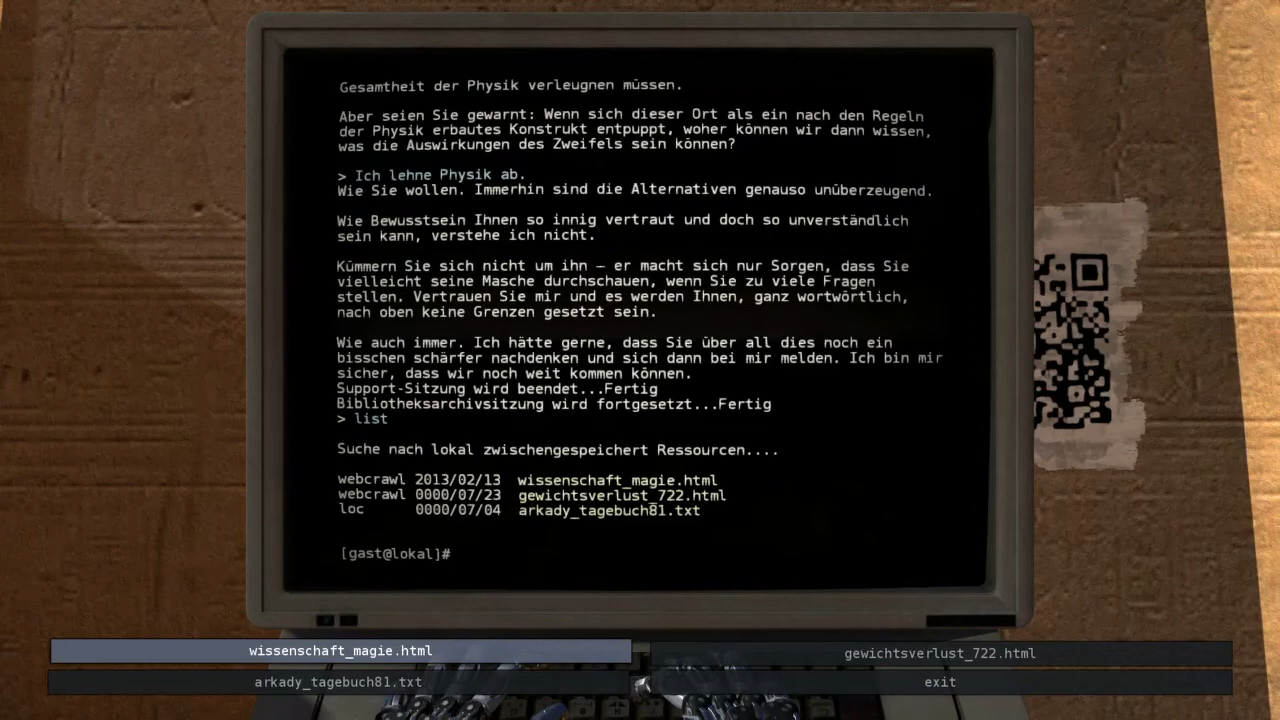 Gesamtheit der Physik verleugnen müssen.
Aber seien Sie gewarnt: Wenn sich dieser Ort als ein nach den Regeln
der Physik erbautes Konstrukt entpuppt, woher können wir dann wissen,
was die Auswirkungen des Zweifels sein können?
> Ich lehne Physik ab.
Wie Sie wollen. Immerhin sind die Alternativen genauso unüberzeugend.
Wie Bewusstsein Ihnen so innig vertraut und doch so unverständlich
sein kann, verstehe ich nicht.
Kümmern Sie sich nicht um ihn – er macht sich nur Sorgen, dass Sie
vielleicht seine Masche durchschauen, wenn Sie zu viele Fragen
stellen. Vertrauen Sie mir und es werden Ihnen, ganz wortwörtlich,
nach oben keine Grenzen gesetzt sein.
Wie auch immer. Ich hätte gerne, dass Sie über all dies noch ein
bisschen schärfer nachdenken und sich dann bei mir melden. Ich bin mir
sicher, dass wir noch weit kommen können.
Support-Sitzung wird beendet...Fertig
Bibliotheksarchivsitzung wird fortgesetzt...Fertig
> list
Suche nach lokal zwischengespeichert Ressourcen....
webcrawl 2013/02/13 wissenschaft_magie.html
webcrawl 0000/07/23 gewichtsverlust_722.html
loc 0000/07/04 arkady_tagebuch81.txt
[gast@lokal]#
wissenschaft_magie.html
gewichtsverlust_722.html
arkady_tagebuch81.txt
exit